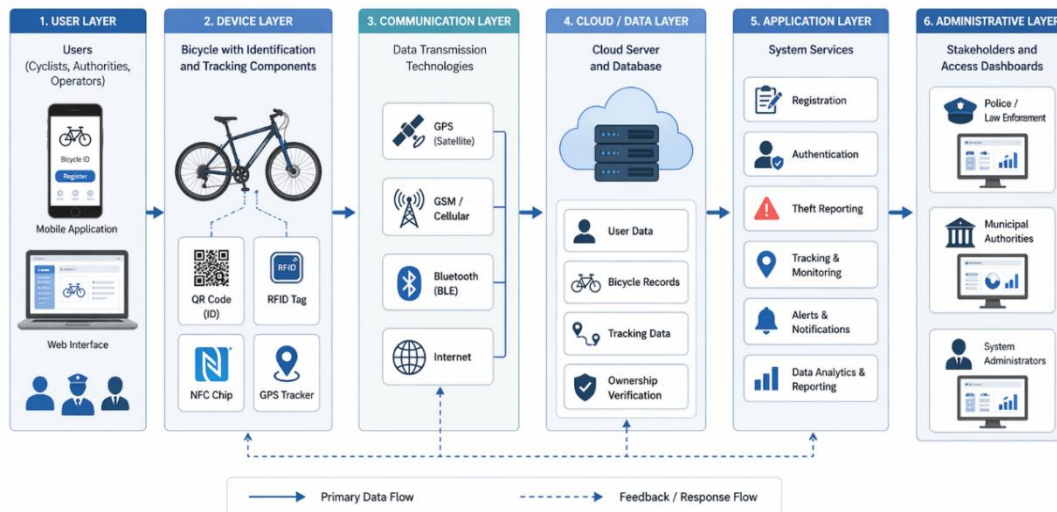 1. USER LAYER
Users
(Cyclists, Authorities,
Operators)
Bicycle ID
Register
Mobile Application
Web Interface
2. DEVICE LAYER
Bicycle with Identification
and Tracking Components
QR Code
(ID)
RFID
RFID Tag
NFC Chip
GPS Tracker
3. COMMUNICATION LAYER
Data Transmission
Technologies
GPS
(Satellite)
GSM /
Cellular
Bluetooth
(BLE)
Internet
4. CLOUD / DATA LAYER
Cloud Server
and Database
User Data
Bicycle Records
Tracking Data
Ownership
Verification
5. APPLICATION LAYER
System Services
Registration
Authentication
Theft Reporting
Tracking &
Monitoring
Alerts &
Notifications
Data Analytics &
Reporting
6. ADMINISTRATIVE LAYER
Stakeholders and
Access Dashboards
Police /
Law Enforcement
Municipal
Authorities
System
Administrators
Primary Data Flow
Feedback / Response Flow